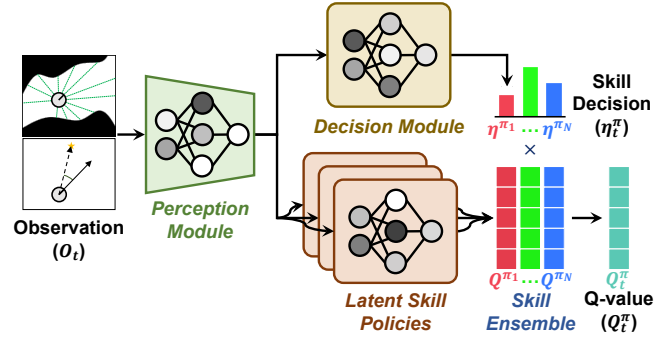 Observation
(O_t)
Perception
Module
Decision Module
η^{π_1} ... η^{π_N}
Skill
Decision
(η_t^π)
×
Latent Skill
Policies
Q^{π_1} ... Q^{π_N}
Skill
Ensemble
Q_t^π
Q-value
(Q_t^π)